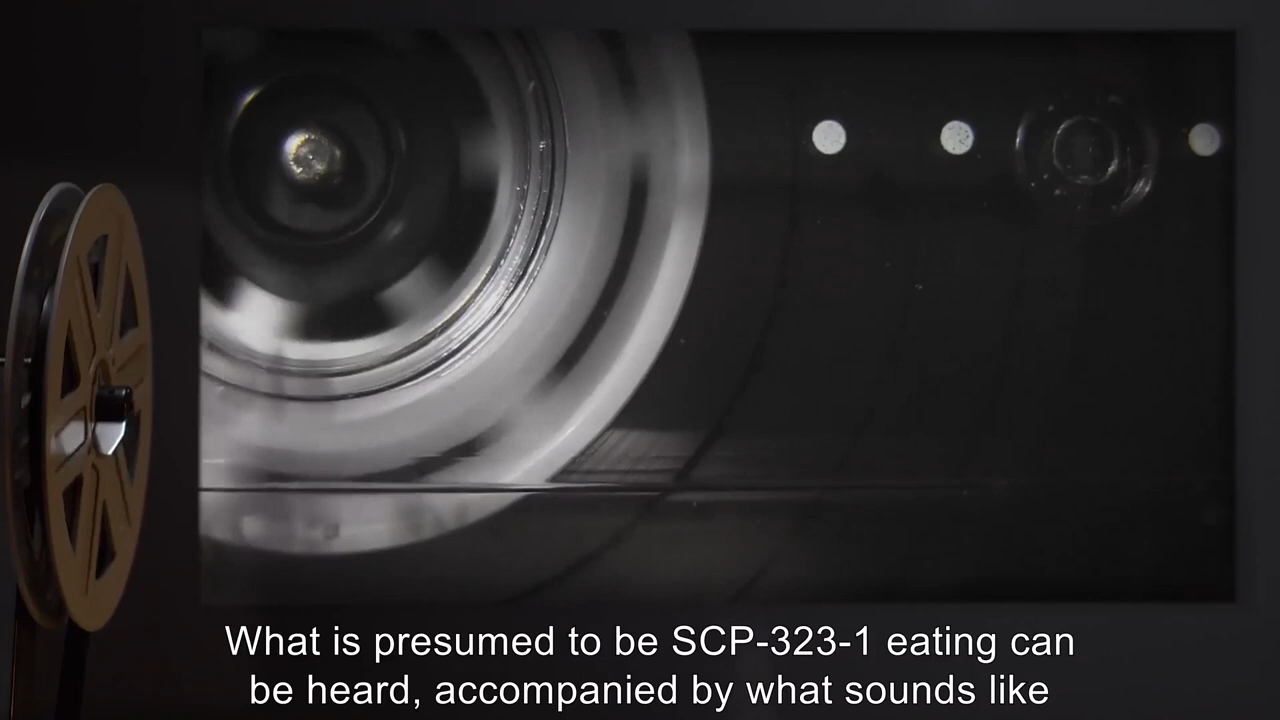 What is presumed to be SCP-323-1 eating can
be heard, accompanied by what sounds like